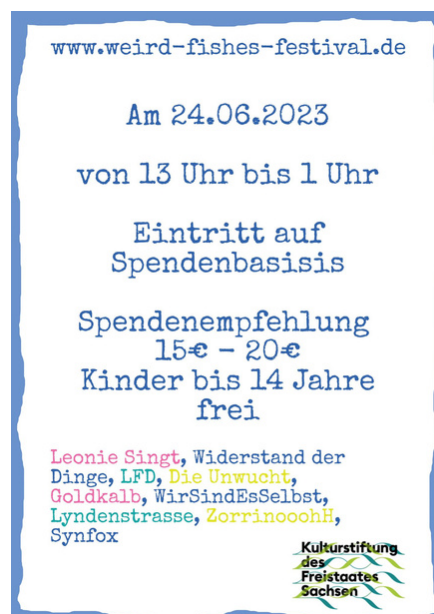 www.weird-fishes-festival.de
Am 24.06.2023
von 13 Uhr bis 1 Uhr
Eintritt auf
Spendenbasisis
Spendenempfehlung
15€ - 20€
Kinder bis 14 Jahre
frei
Leonie Singt, Widerstand der
Dinge, LFD, Die Unwucht,
Goldkalb, WirSindEsSelbst,
Lyndenstrasse, ZorrinooohH,
Synfox
Kulturstiftung
des
Freistaates
Sachsen